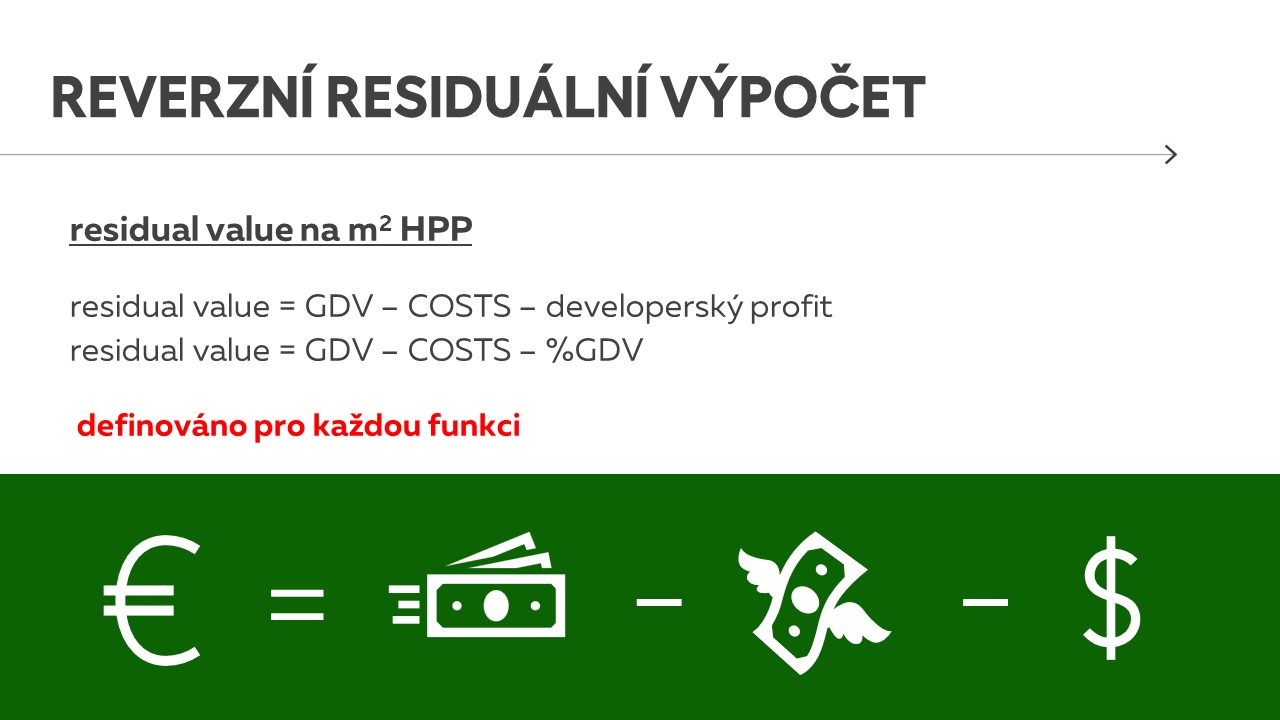 REVERZNÍ RESIDUÁLNÍ VÝPOČET
residual value na m² HPP
residual value = GDV – COSTS – developerský profit
residual value = GDV – COSTS – %GDV
definováno pro každou funkci
€ = – – $